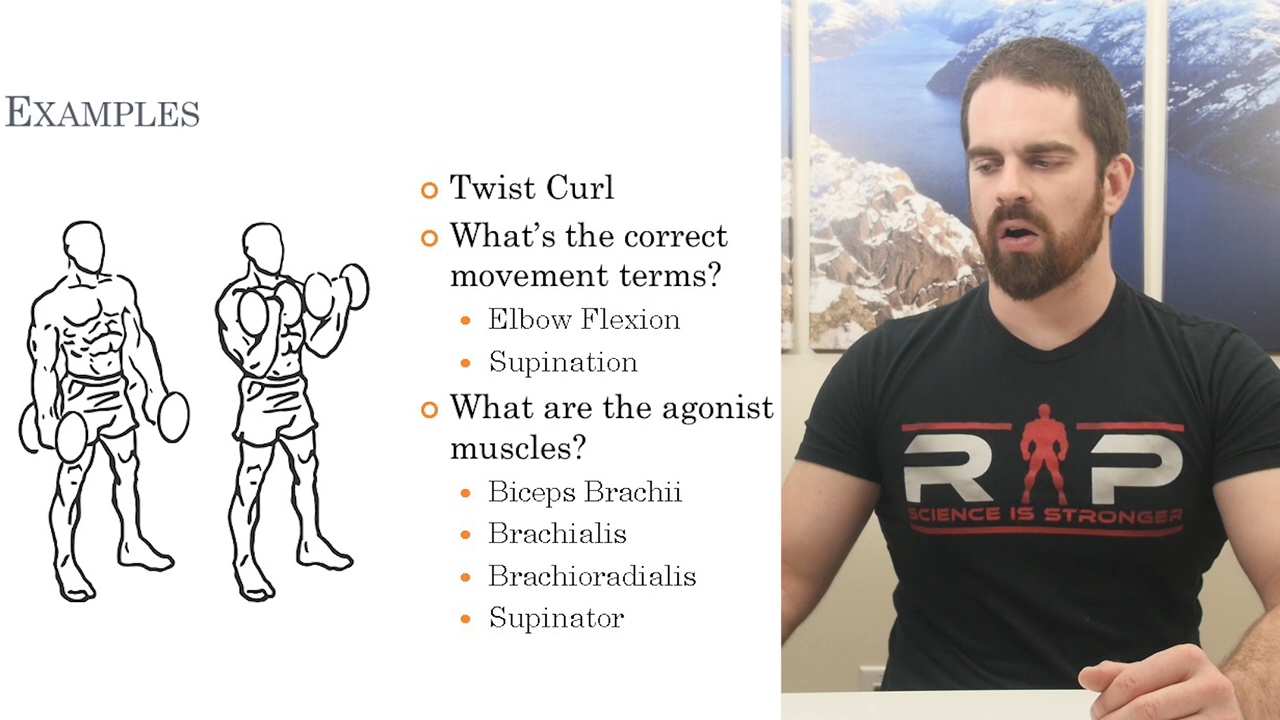 EXAMPLES
Twist Curl
What's the correct
movement terms?
Elbow Flexion
Supination
What are the agonist
muscles?
Biceps Brachii
Brachialis
Brachioradialis
Supinator
RP
SCIENCE IS STRONGER